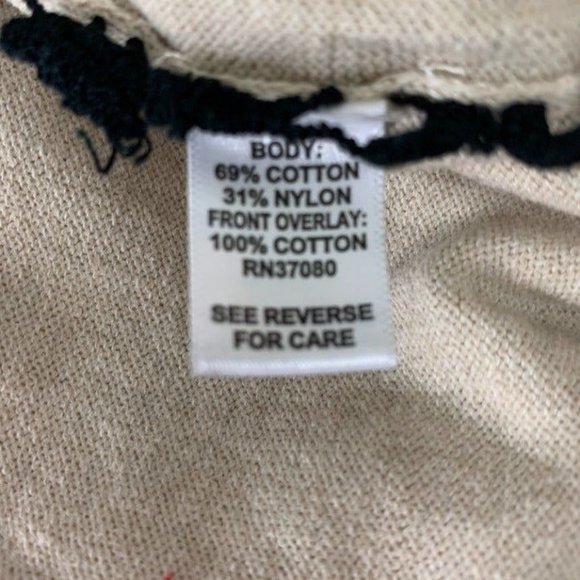 BODY:
69% COTTON
31% NYLON
FRONT OVERLAY:
100% COTTON
RN37080
SEE REVERSE
FOR CARE